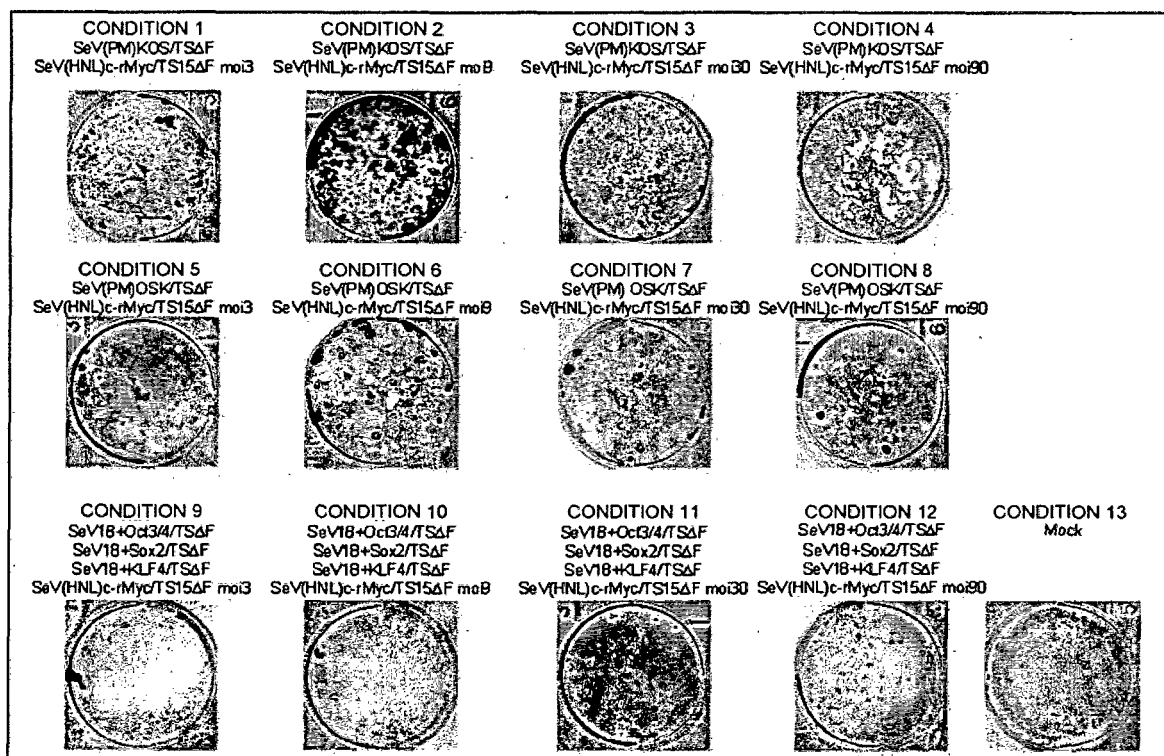 CONDITION 1
SeV(PM)KOS/TSΔF
SeV(HNL)c-rMyc/TS15ΔF moi3
CONDITION 2
SeV(PM)KOS/TSΔF
SeV(HNL)c-rMyc/TS15ΔF moi9
CONDITION 3
SeV(PM)KOS/TSΔF
SeV(HNL)c-rMyc/TS15ΔF moi30
CONDITION 4
SeV(PM)KOS/TSΔF
SeV(HNL)c-rMyc/TS15ΔF moi90
CONDITION 5
SeV(PM)OSK/TSΔF
SeV(HNL)c-rMyc/TS15ΔF moi3
CONDITION 6
SeV(PM)OSK/TSΔF
SeV(HNL)c-rMyc/TS15ΔF moi9
CONDITION 7
SeV(PM) OSK/TSΔF
SeV(HNL)c-rMyc/TS15ΔF moi30
CONDITION 8
SeV(PM)OSK/TSΔF
SeV(HNL)c-rMyc/TS15ΔF moi90
CONDITION 9
SeV18+Oct3/4/TSΔF
SeV18+Sox2/TSΔF
SeV18+KLF4/TSΔF
SeV(HNL)c-rMyc/TS15ΔF moi3
CONDITION 10
SeV18+Oct3/4/TSΔF
SeV18+Sox2/TSΔF
SeV18+KLF4/TSΔF
SeV(HNL)c-rMyc/TS15ΔF moi9
CONDITION 11
SeV18+Oct3/4/TSΔF
SeV18+Sox2/TSΔF
SeV18+KLF4/TSΔF
SeV(HNL)c-rMyc/TS15ΔF moi30
CONDITION 12
SeV18+Oct3/4/TSΔF
SeV18+Sox2/TSΔF
SeV18+KLF4/TSΔF
SeV(HNL)c-rMyc/TS15ΔF moi90
CONDITION 13
Mock